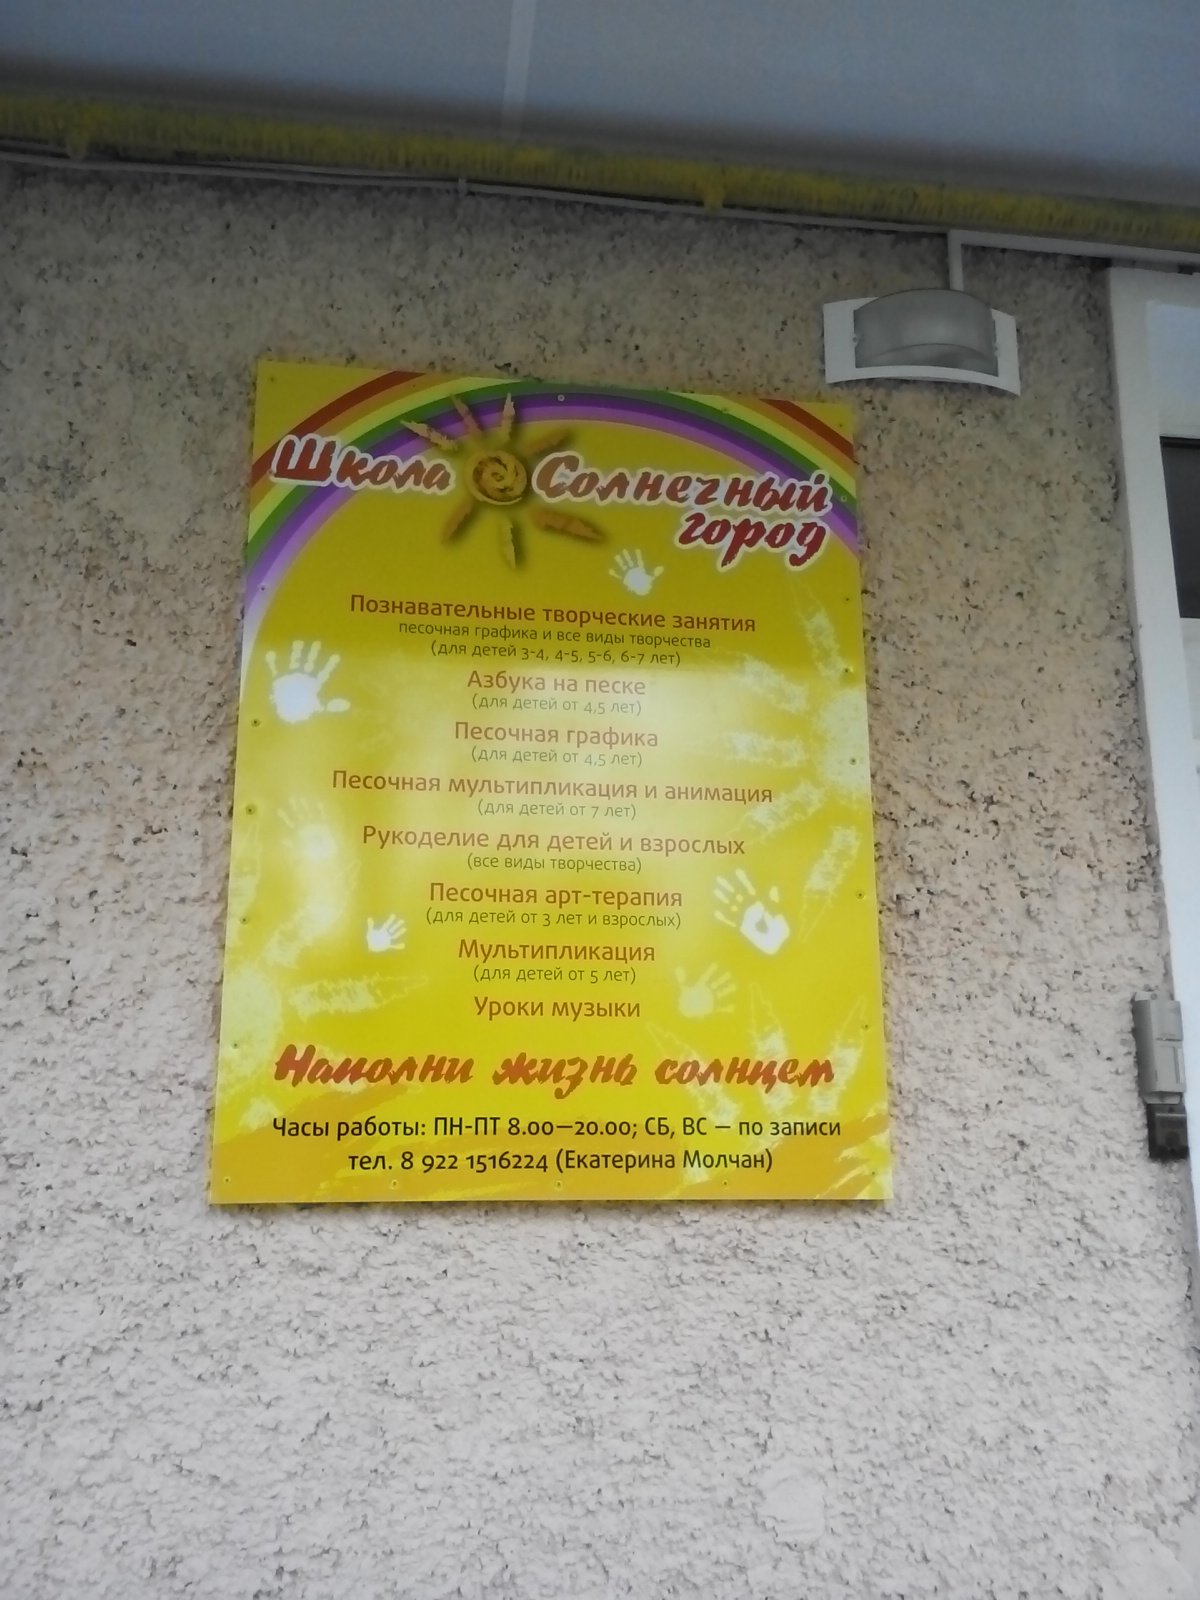 Школа Солнечный
город
Познавательные творческие занятия
песочная графика и все виды творчества
(для детей 3-4, 4-5, 5-6, 6-7 лет)
Азбука на песке
(для детей от 4,5 лет)
Песочная графика
(для детей от 4,5 лет)
Песочная мультипликация и анимация
(для детей от 7 лет)
Рукоделие для детей и взрослых
(все виды творчества)
Песочная арт-терапия
(для детей от 3 лет и взрослых)
Мультипликация
(для детей от 5 лет)
Уроки музыки
Наполни жизнь солнцем
Часы работы: ПН-ПТ 8.00—20.00; СБ, ВС — по записи
тел. 8 922 1516224 (Екатерина Молчан)